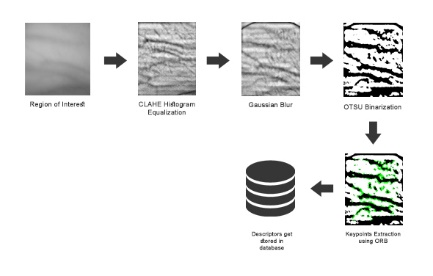 Region of Interest
CLAHE Histogram
Equalization
Gaussian Blur
OTSU Binarization
Descriptors get
stored in
database
Keypoints Extraction
using ORB